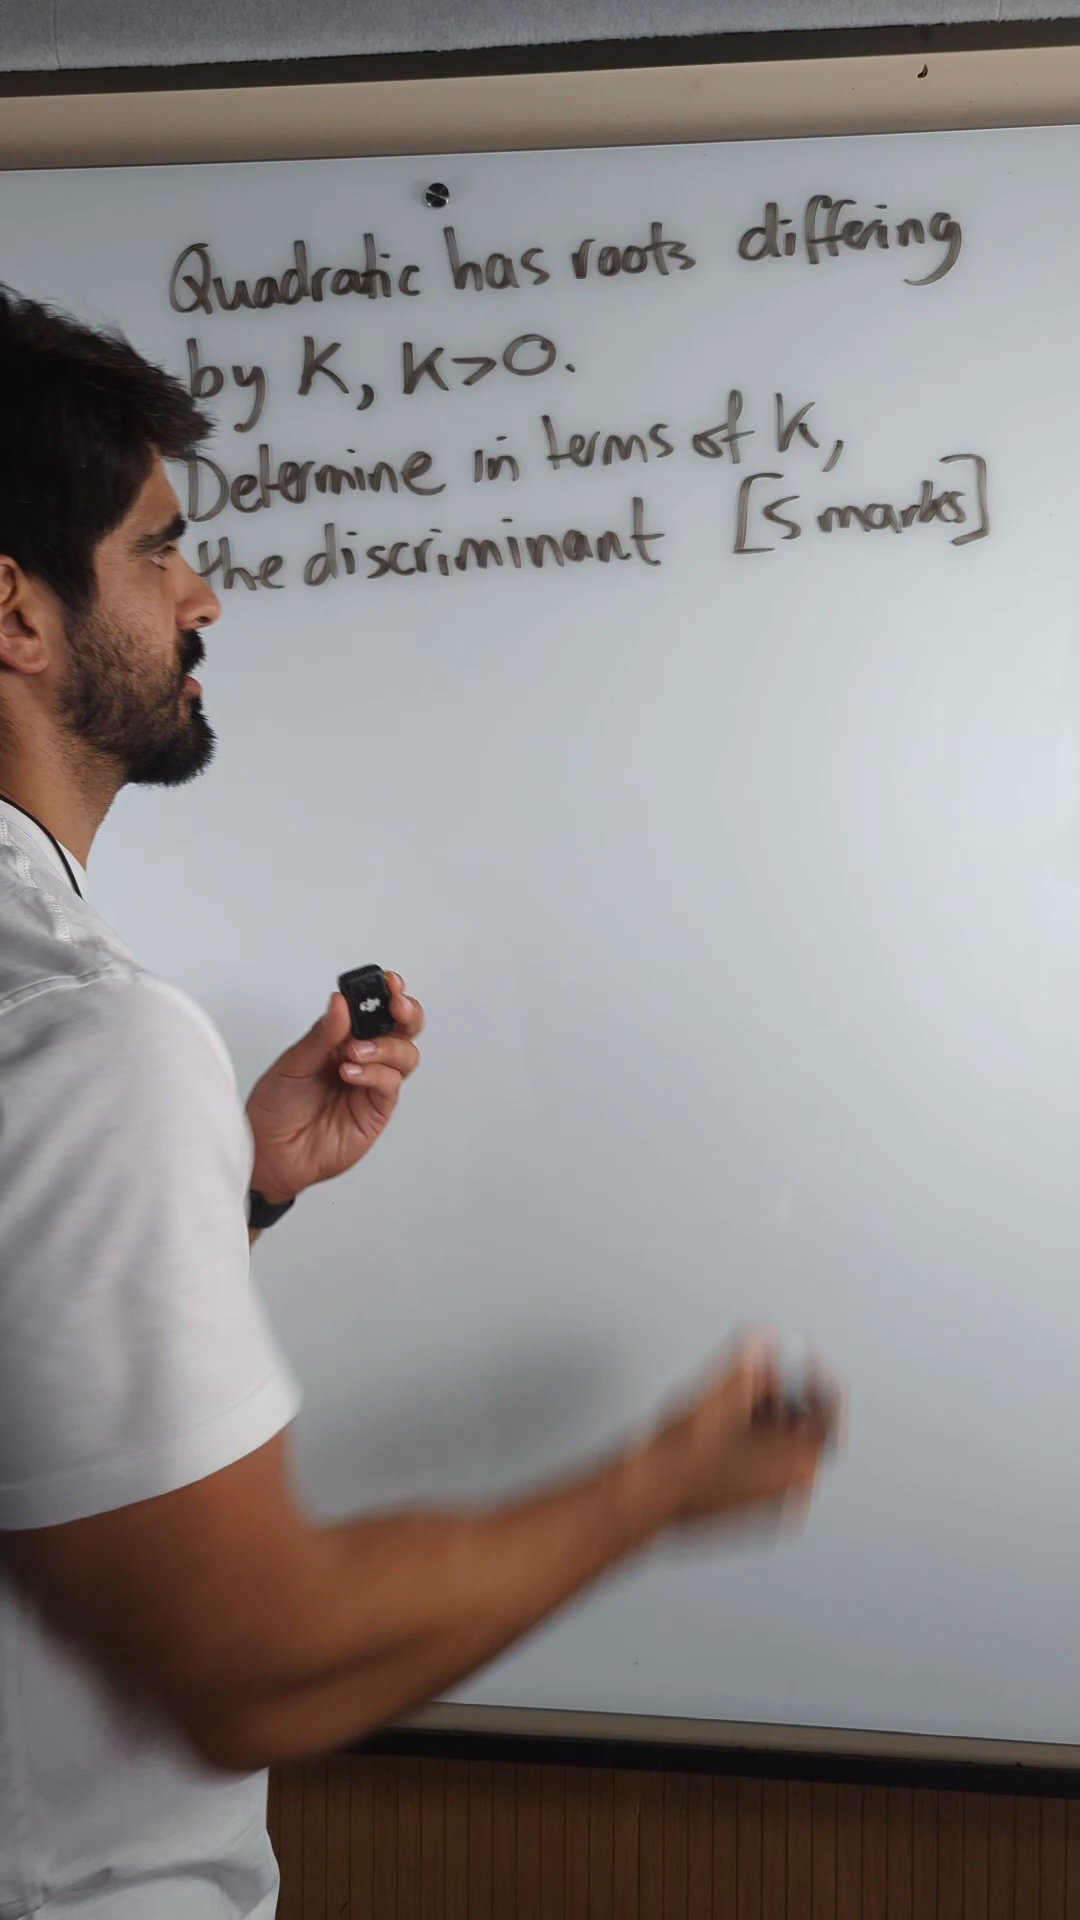 Quadratic has roots differing
by K, K>0.
Determine in terms of K,
the discriminant [5 marks]